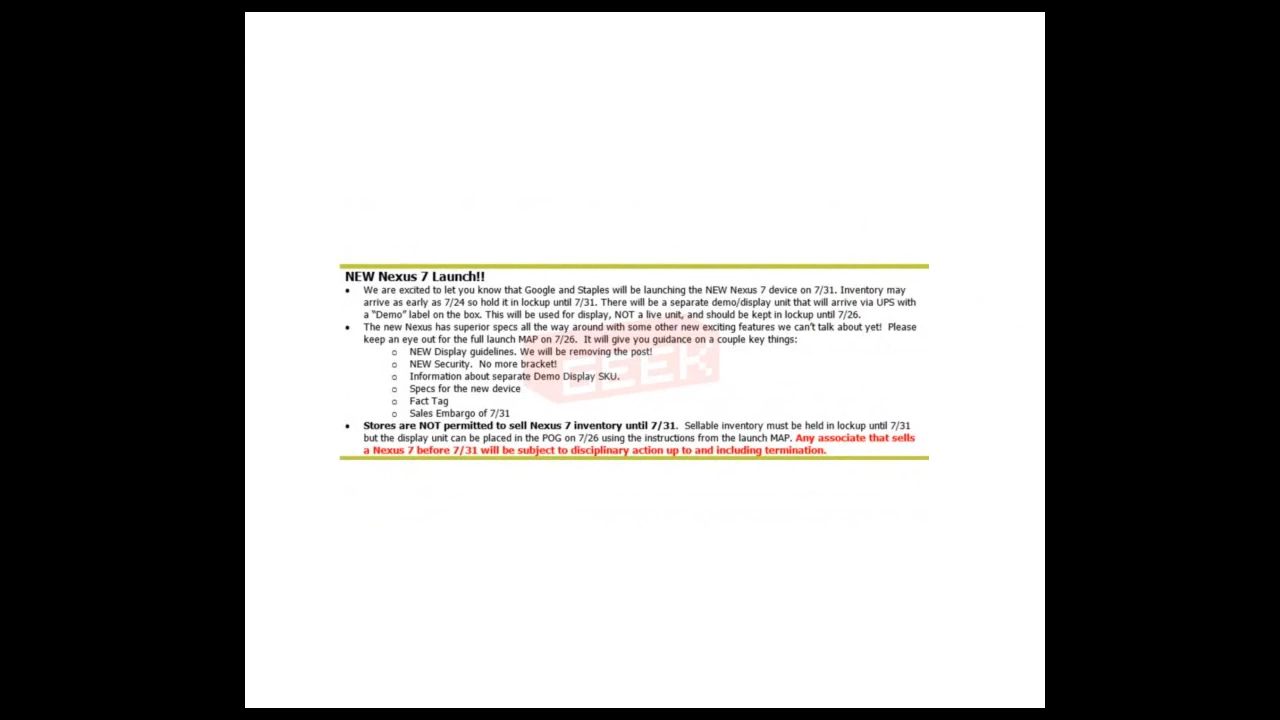 NEW Nexus 7 Launch!!
• We are excited to let you know that Google and Staples will be launching the NEW Nexus 7 device on 7/31. Inventory may
arrive as early as 7/24 so hold it in lockup until 7/31. There will be a separate demo/display unit that will arrive via UPS with
a "Demo" label on the box. This will be used for display, NOT a live unit, and should be kept in lockup until 7/26.
• The new Nexus has superior specs all the way around with some other new exciting features we can't talk about yet! Please
keep an eye out for the full launch MAP on 7/26. It will give you guidance on a couple key things:
o NEW Display guidelines. We will be removing the post!
o NEW Security. No more bracket!
o Information about separate Demo Display SKU.
o Specs for the new device
o Fact Tag
o Sales Embargo of 7/31
• Stores are NOT permitted to sell Nexus 7 inventory until 7/31. Sellable inventory must be held in lockup until 7/31
but the display unit can be placed in the POG on 7/26 using the instructions from the launch MAP. Any associate that sells
a Nexus 7 before 7/31 will be subject to disciplinary action up to and including termination.
GEEK